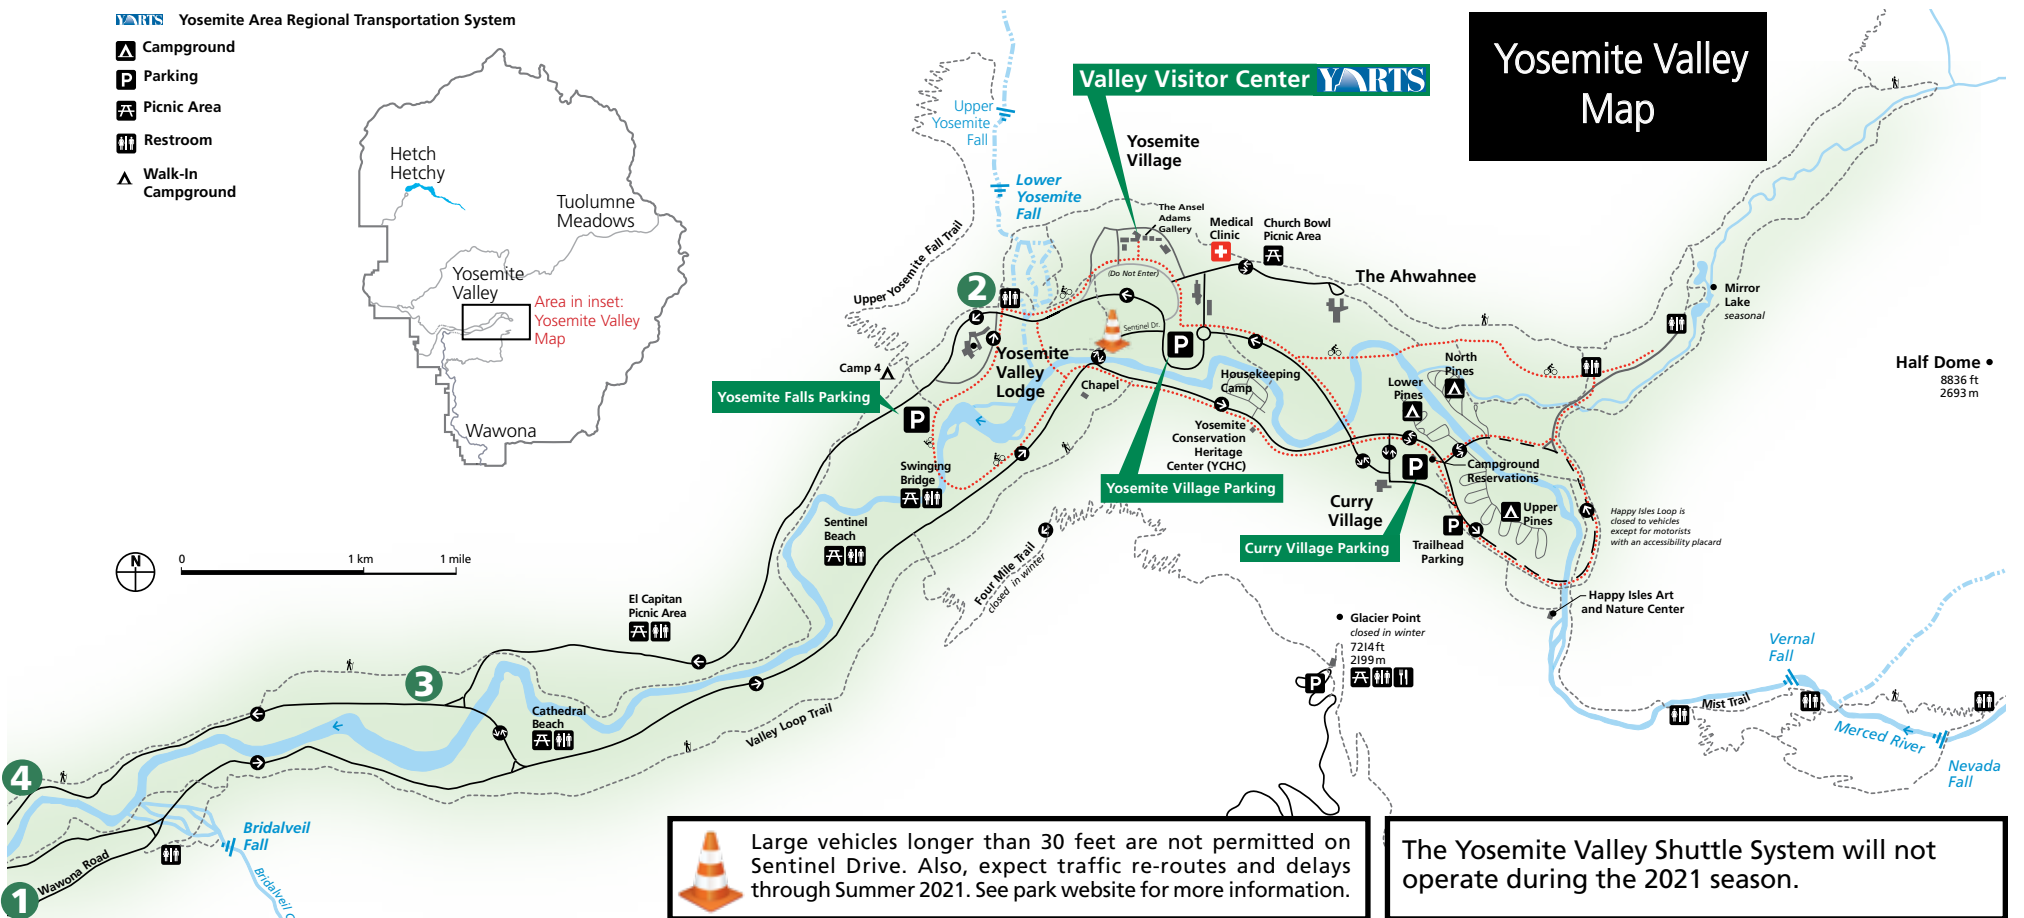 YARTS Yosemite Area Regional Transportation System
Campground
P Parking
Picnic Area
Restroom
Walk-In
Campground
Hetch
Hetchy
Tuolumne
Meadows
Yosemite
Valley
Area in inset:
Yosemite Valley
Map
Wawona
N
0 1 km 1 mile
Yosemite Valley
Map
Valley Visitor Center YARTS
Upper
Yosemite
Fall
Lower
Yosemite
Fall
Yosemite
Village
The Ansel
Adams
Gallery
Medical
Clinic
Church Bowl
Picnic Area
(Do Not Enter)
The Ahwahnee
Upper Yosemite Fall Trail
2
Sentinel Dr.
P
Mirror
Lake
seasonal
Half Dome
8836 ft
2693 m
Yosemite
Valley
Lodge
Camp 4
Yosemite Falls Parking
P
Chapel
Housekeeping
Camp
North
Pines
Lower
Pines
Yosemite
Conservation
Heritage
Center (YCHC)
Yosemite Village Parking
Swinging
Bridge
Sentinel
Beach
P
Campground
Reservations
Curry
Village
Upper
Pines
P
Trailhead
Parking
Curry Village Parking
Happy Isles Loop is
closed to vehicles
except for motorists
with an accessibility placard
Four Mile Trail
closed in winter
Happy Isles Art
and Nature Center
El Capitan
Picnic Area
Glacier Point
closed in winter
7214 ft
2199 m
P
Vernal
Fall
Mist Trail
Merced River
Nevada
Fall
3
Cathedral
Beach
Valley Loop Trail
4
Bridalveil
Fall
Wawona Road
1
Large vehicles longer than 30 feet are not permitted on
Sentinel Drive. Also, expect traffic re-routes and delays
through Summer 2021. See park website for more information.
The Yosemite Valley Shuttle System will not
operate during the 2021 season.
Bridalveil C